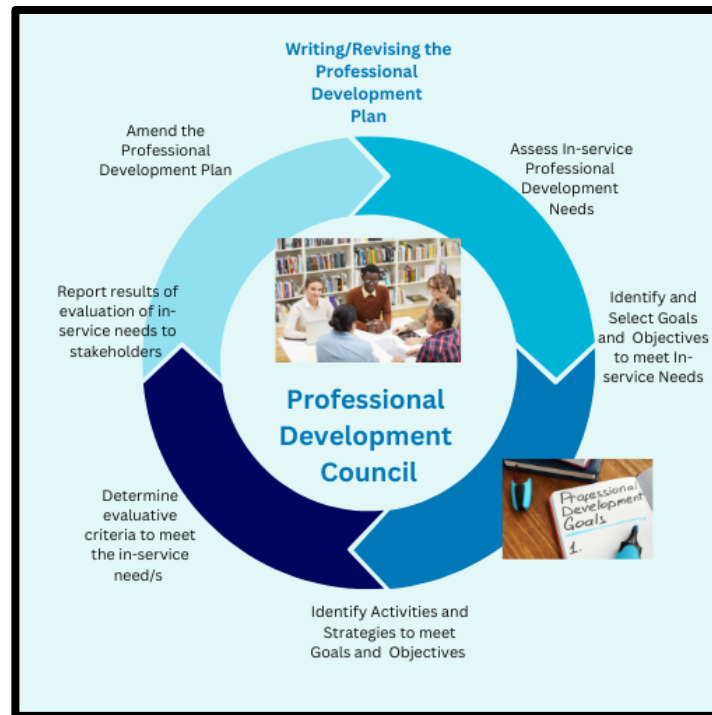 Writing/Revising the
Professional
Development
Plan
Assess In-service
Professional
Development
Needs
Identify and
Select Goals
and Objectives
to meet In-
service Needs
Professional
Development
Goals
1.
Identify Activities and
Strategies to meet
Goals and Objectives
Determine
evaluative
criteria to meet
the in-service
need/s
Report results of
evaluation of in-
service needs to
stakeholders
Amend the
Professional
Development Plan
Professional
Development
Council